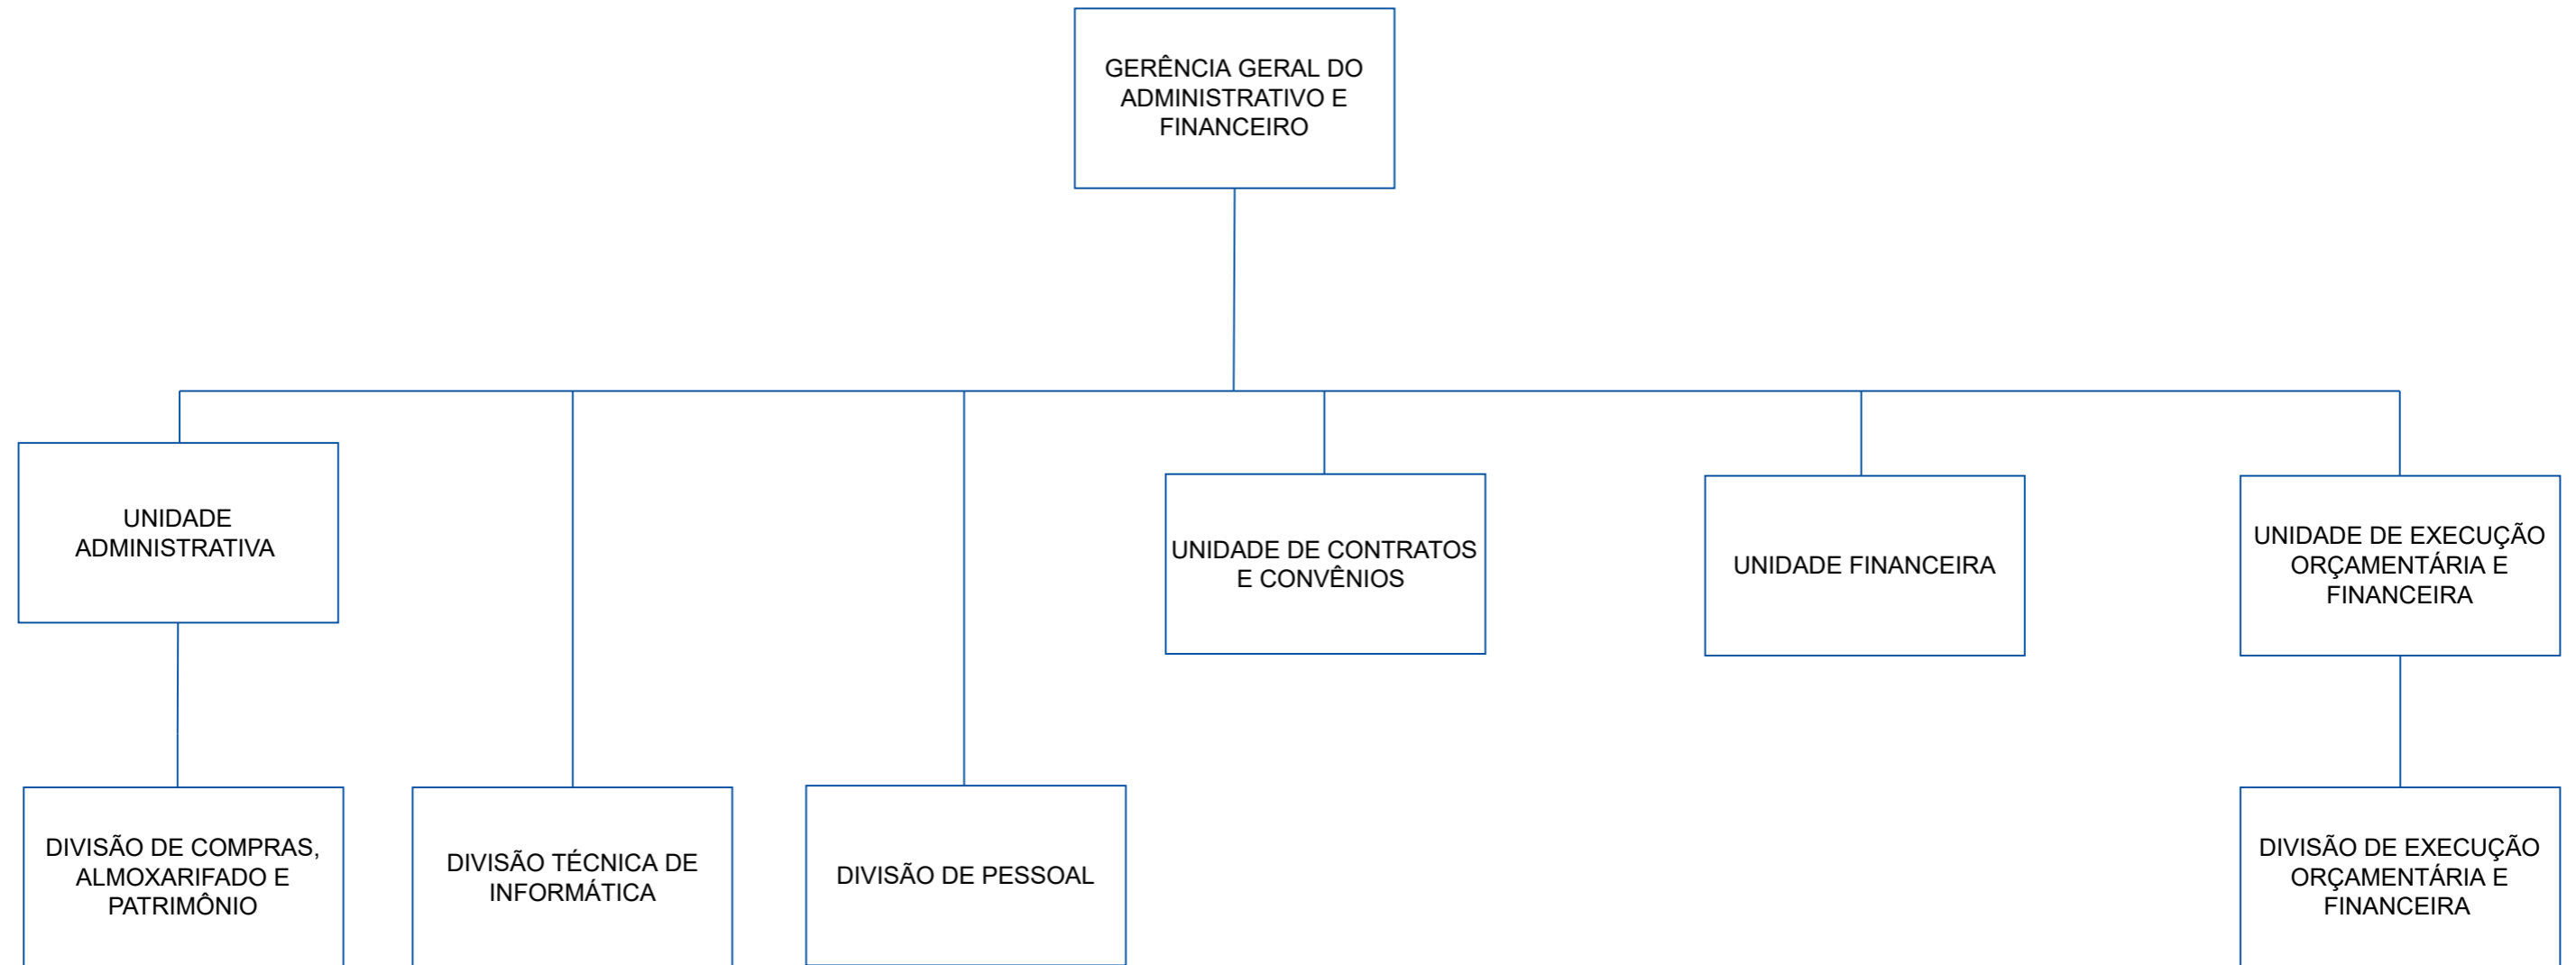 GERÊNCIA GERAL DO
ADMINISTRATIVO E
FINANCEIRO
UNIDADE
ADMINISTRATIVA
UNIDADE DE CONTRATOS
E CONVÊNIOS
UNIDADE FINANCEIRA
UNIDADE DE EXECUÇÃO
ORÇAMENTÁRIA E
FINANCEIRA
DIVISÃO DE COMPRAS,
ALMOXARIFADO E
PATRIMÔNIO
DIVISÃO TÉCNICA DE
INFORMÁTICA
DIVISÃO DE PESSOAL
DIVISÃO DE EXECUÇÃO
ORÇAMENTÁRIA E
FINANCEIRA